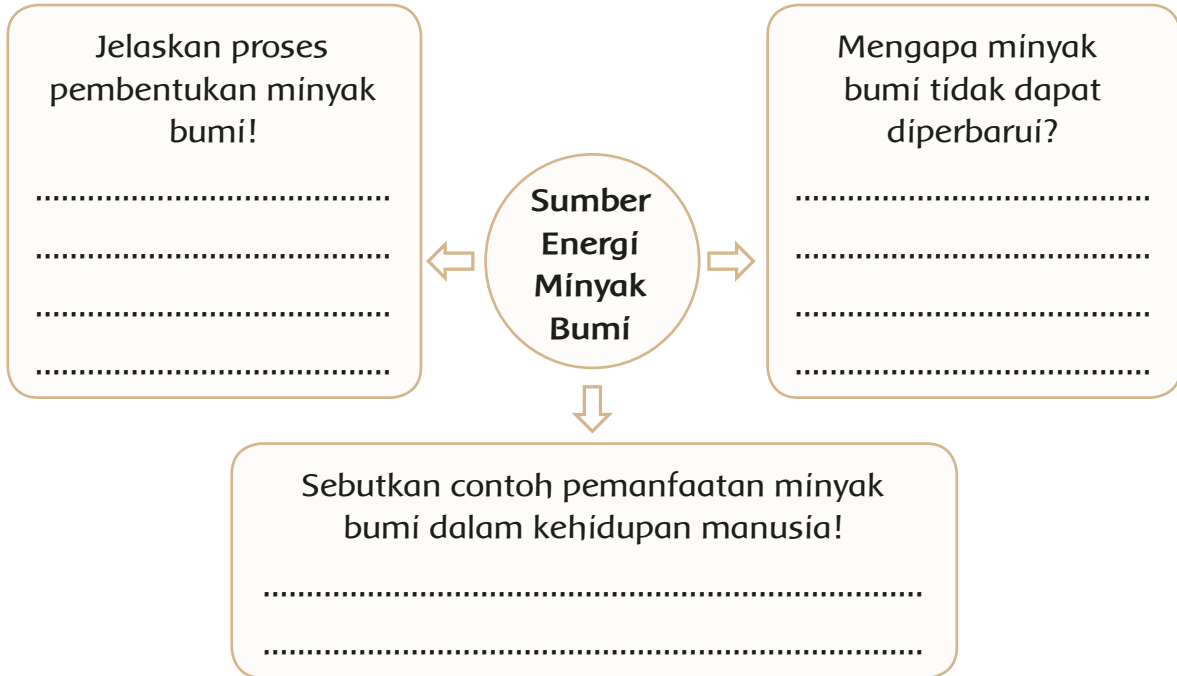 Jelaskan proses
pembentukan minyak
bumi!
..........................................
..........................................
..........................................
..........................................
Sumber
Energi
Minyak
Bumi
Mengapa minyak
bumi tidak dapat
diperbarui?
..........................................
..........................................
..........................................
..........................................
Sebutkan contoh pemanfaatan minyak
bumi dalam kehidupan manusia!
..............................................................................
..............................................................................